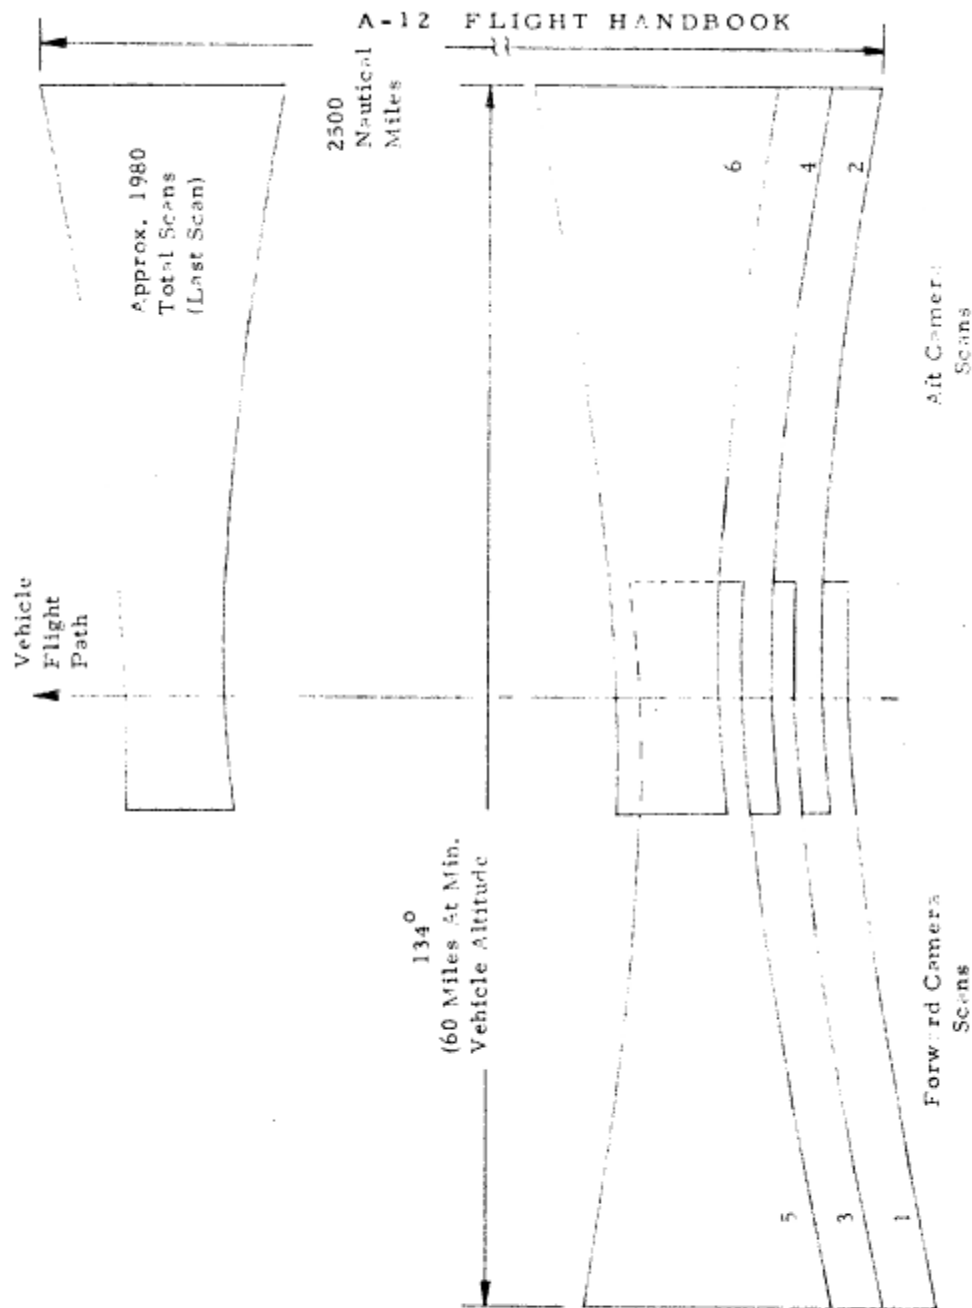 A-12 FLIGHT HANDBOOK
2500
Nautical
Miles
Approx. 1980
Total Scans
(Last Scan)
Vehicle
Flight
Path
134°
(60 Miles At Min.
Vehicle Altitude
6
4
2
Aft Camera
Scans
5
3
1
Forward Camera
Scans